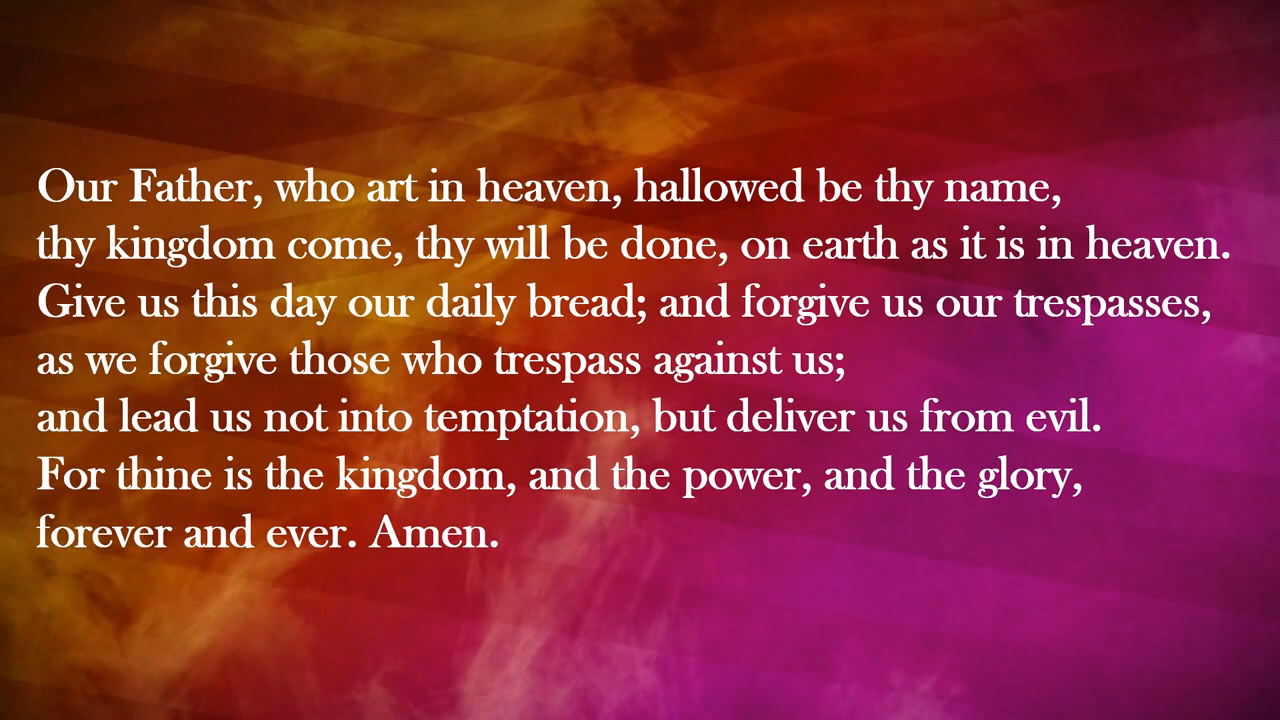 Our Father, who art in heaven, hallowed be thy name,
thy kingdom come, thy will be done, on earth as it is in heaven.
Give us this day our daily bread; and forgive us our trespasses,
as we forgive those who trespass against us;
and lead us not into temptation, but deliver us from evil.
For thine is the kingdom, and the power, and the glory,
forever and ever. Amen.